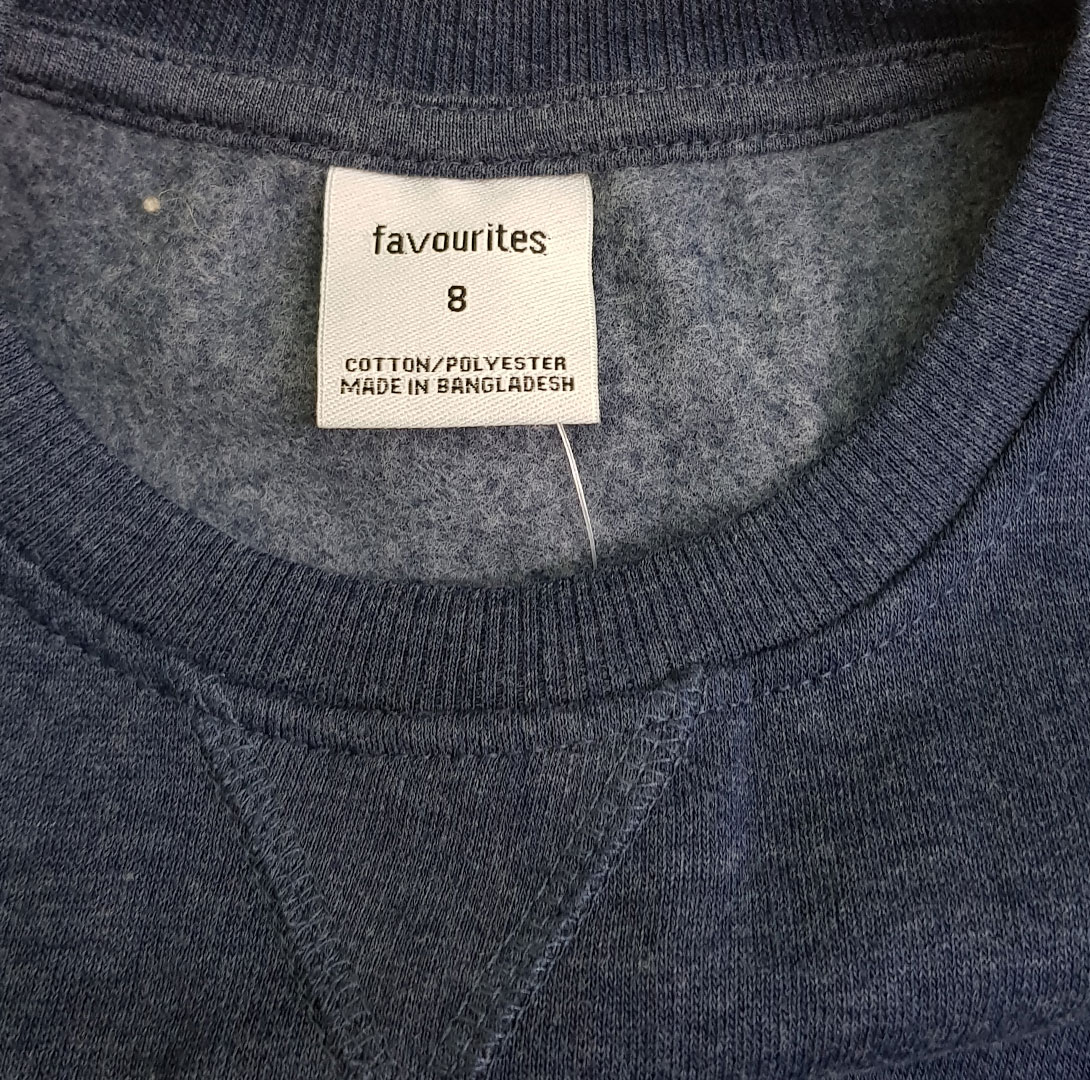 favourites
8
COTTON/POLYESTER
MADE IN BANGLADESH